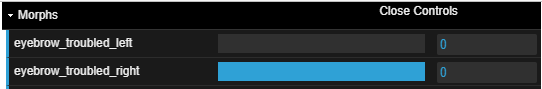 Morphs
Close Controls
eyebrow_troubled_left 0
eyebrow_troubled_right 0